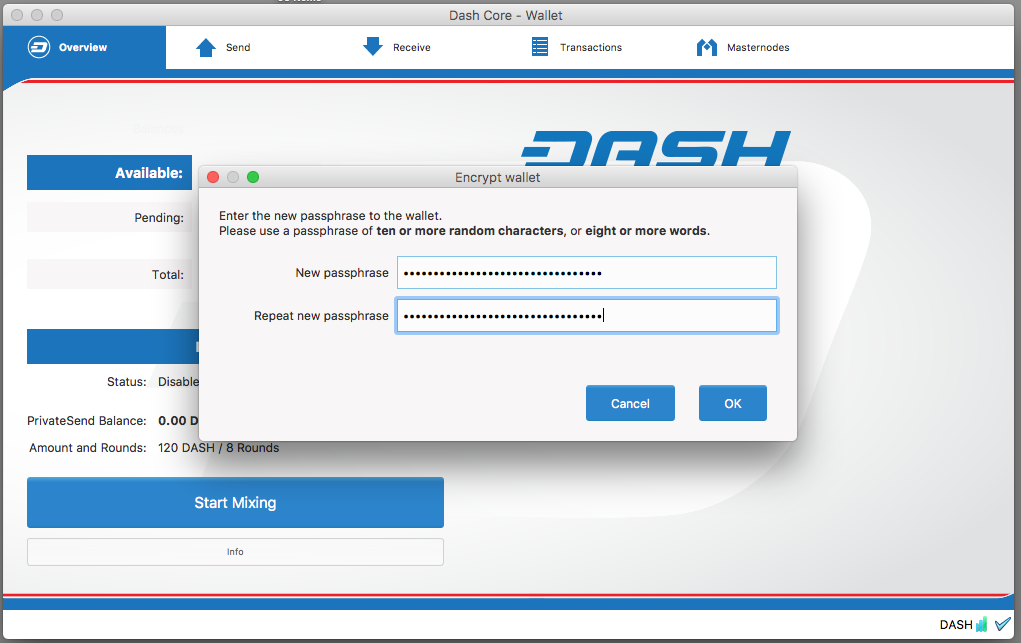 Dash Core - Wallet
Overview
Send
Receive
Transactions
Masternodes
DASH
Available:
Pending:
Total:
Encrypt wallet
Enter the new passphrase to the wallet.
Please use a passphrase of ten or more random characters, or eight or more words.
New passphrase
Repeat new passphrase
Cancel
OK
Status: Disable
PrivateSend Balance: 0.00 D
Amount and Rounds: 120 DASH / 8 Rounds
Start Mixing
Info
DASH